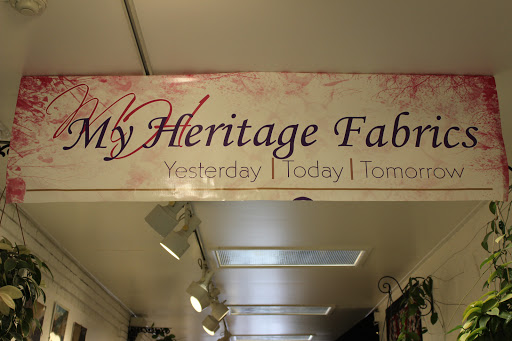 MH
My Heritage Fabrics
Yesterday | Today | Tomorrow